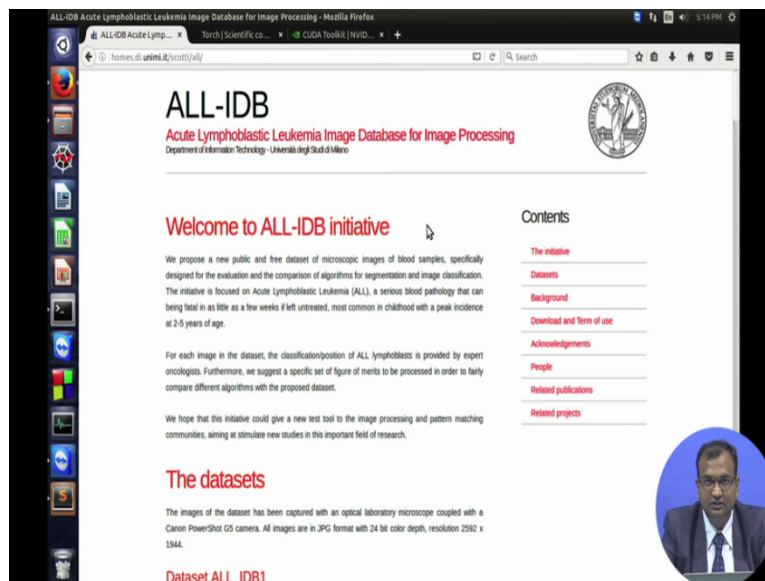 ALL-IDB Acute Lymphoblastic Leukemia Image Database for Image Processing - Mozilla Firefox
En 5:14 PM
ALL-IDB Acute Lymp... × Torch | Scientific co... × CUDA Toolkit | NVID... × +
homes.di.unimi.it/scotti/all/ Search
ALL-IDB
Acute Lymphoblastic Leukemia Image Database for Image Processing
Department of Information Technology - Università degli Studi di Milano
Welcome to ALL-IDB initiative
We propose a new public and free dataset of microscopic images of blood samples, specifically
designed for the evaluation and the comparison of algorithms for segmentation and image classification.
The initiative is focused on Acute Lymphoblastic Leukemia (ALL), a serious blood pathology that can
being fatal in as little as a few weeks if left untreated, most common in childhood with a peak incidence
at 2-5 years of age.
For each image in the dataset, the classification/position of ALL lymphoblasts is provided by expert
oncologists. Furthermore, we suggest a specific set of figure of merits to be processed in order to fairly
compare different algorithms with the proposed dataset.
We hope that this initiative could give a new test tool to the image processing and pattern matching
communities, aiming at stimulate new studies in this important field of research.
The datasets
The images of the dataset has been captured with an optical laboratory microscope coupled with a
Canon PowerShot G5 camera. All images are in JPG format with 24 bit color depth, resolution 2592 x
1944.
Dataset ALL_IDB1
Contents
The initiative
Datasets
Background
Download and Term of use
Acknowledgements
People
Related publications
Related projects